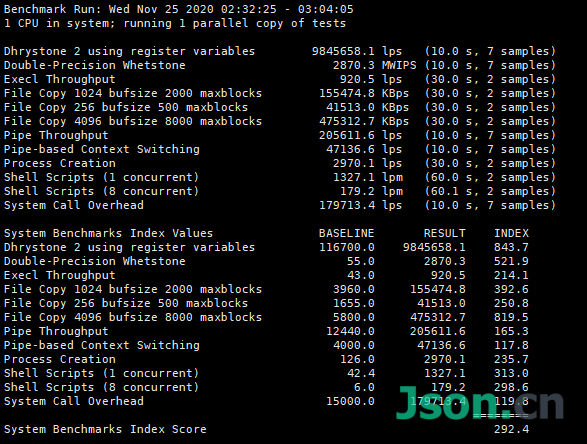 Benchmark Run: Wed Nov 25 2020 02:32:25 - 03:04:05
1 CPU in system; running 1 parallel copy of tests
Dhrystone 2 using register variables 9845658.1 lps (10.0 s, 7 samples)
Double-Precision Whetstone 2870.3 MWIPS (10.0 s, 7 samples)
Execl Throughput 920.5 lps (30.0 s, 2 samples)
File Copy 1024 bufsize 2000 maxblocks 155474.8 KBps (30.0 s, 2 samples)
File Copy 256 bufsize 500 maxblocks 41513.0 KBps (30.0 s, 2 samples)
File Copy 4096 bufsize 8000 maxblocks 475312.7 KBps (30.0 s, 2 samples)
Pipe Throughput 205611.6 lps (10.0 s, 7 samples)
Pipe-based Context Switching 47136.6 lps (10.0 s, 7 samples)
Process Creation 2970.1 lps (30.0 s, 2 samples)
Shell Scripts (1 concurrent) 1327.1 lpm (60.0 s, 2 samples)
Shell Scripts (8 concurrent) 179.2 lpm (60.1 s, 2 samples)
System Call Overhead 179713.4 lps (10.0 s, 7 samples)
System Benchmarks Index Values BASELINE RESULT INDEX
Dhrystone 2 using register variables 116700.0 9845658.1 843.7
Double-Precision Whetstone 55.0 2870.3 521.9
Execl Throughput 43.0 920.5 214.1
File Copy 1024 bufsize 2000 maxblocks 3960.0 155474.8 392.6
File Copy 256 bufsize 500 maxblocks 1655.0 41513.0 250.8
File Copy 4096 bufsize 8000 maxblocks 5800.0 475312.7 819.5
Pipe Throughput 12440.0 205611.6 165.3
Pipe-based Context Switching 4000.0 47136.6 117.8
Process Creation 126.0 2970.1 235.7
Shell Scripts (1 concurrent) 42.4 1327.1 313.0
Shell Scripts (8 concurrent) 6.0 179.2 298.6
System Call Overhead 15000.0 179713.4 119.8
========
System Benchmarks Index Score 292.4
Json.cn